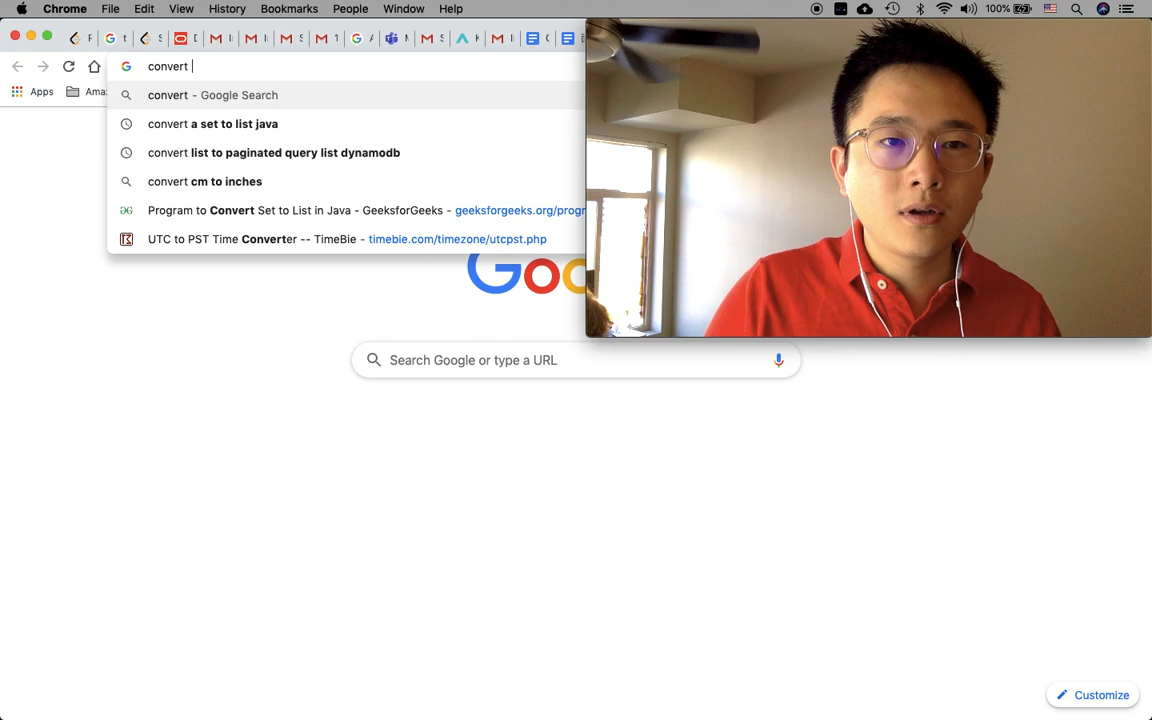 Chrome File Edit View History Bookmarks People Window Help 100%
convert
Apps
convert - Google Search
convert a set to list java
convert list to paginated query list dynamodb
convert cm to inches
Program to Convert Set to List in Java - GeeksforGeeks - geeksforgeeks.org/progr
UTC to PST Time Converter -- TimeBie - timebie.com/timezone/utcpst.php
Goo
Search Google or type a URL
Customize